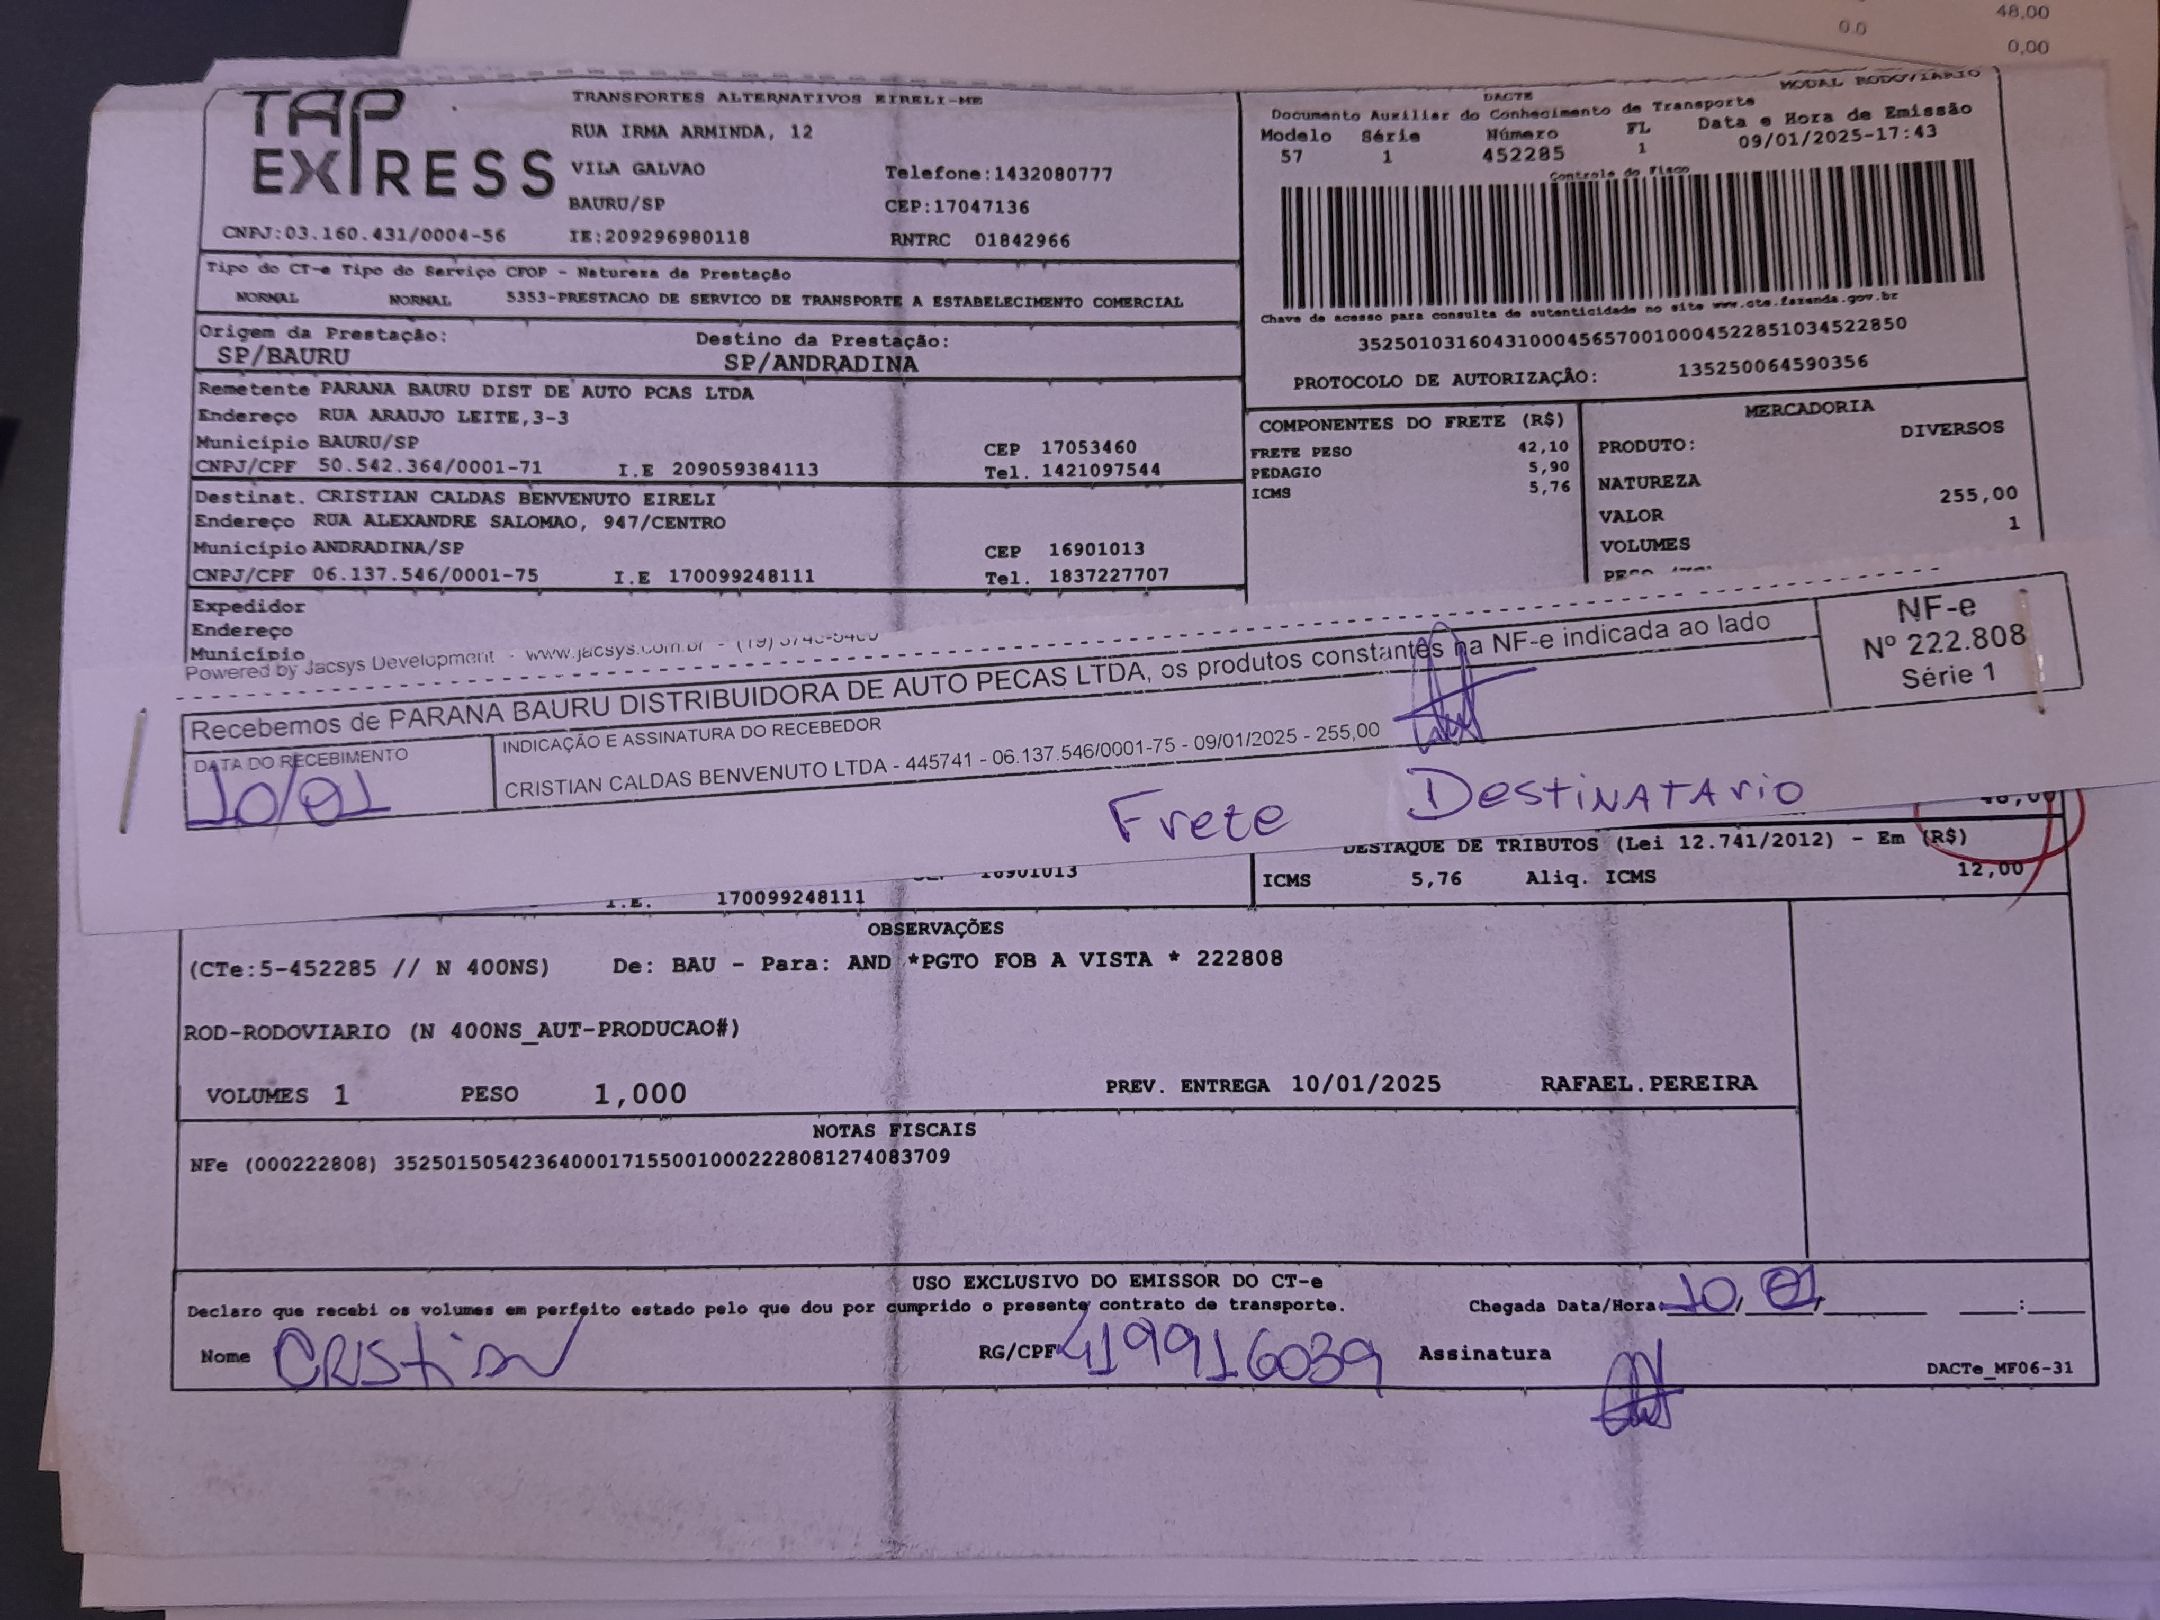 48,00
0.0
0,00
TAP EXPRESS
TRANSPORTES ALTERNATIVOS EIRELI-ME
RUA IRMA ARMINDA, 12
VILA GALVAO Telefone:1432080777
BAURU/SP CEP:17047136
CNPJ:03.160.431/0004-56 IE:209296980118 RNTRC 01842966
MODAL RODOVIARIO
DACTE
Documento Auxiliar do Conhecimento de Transporte
Modelo Série Número FL Data e Hora de Emissão
57 1 452285 1 09/01/2025-17:43
Controle do Fisco
Chave de acesso para consulta de autenticidade no site www.cte.fazenda.gov.br
35250103160431000456570010004522851034522850
PROTOCOLO DE AUTORIZAÇÃO: 135250064590356
Tipo do CT-e Tipo do Serviço CFOP - Natureza da Prestação
NORMAL NORMAL 5353-PRESTACAO DE SERVICO DE TRANSPORTE A ESTABELECIMENTO COMERCIAL
Origem da Prestação: Destino da Prestação:
SP/BAURU SP/ANDRADINA
Remetente PARANA BAURU DIST DE AUTO PCAS LTDA
Endereço RUA ARAUJO LEITE,3-3
Município BAURU/SP CEP 17053460
CNPJ/CPF 50.542.364/0001-71 I.E 209059384113 Tel. 1421097544
Destinat. CRISTIAN CALDAS BENVENUTO EIRELI
Endereço RUA ALEXANDRE SALOMAO, 947/CENTRO
Município ANDRADINA/SP CEP 16901013
CNPJ/CPF 06.137.546/0001-75 I.E 170099248111 Tel. 1837227707
Expedidor
Endereço
Município
COMPONENTES DO FRETE (R$)
FRETE PESO 42,10
PEDAGIO 5,90
ICMS 5,76
MERCADORIA
PRODUTO: DIVERSOS
NATUREZA
VALOR 255,00
VOLUMES 1
Powered by Jacsys Development - www.jacsys.com.br - (19)
Recebemos de PARANA BAURU DISTRIBUIDORA DE AUTO PECAS LTDA, os produtos constantes na NF-e indicada ao lado
NF-e
Nº 222.808
Série 1
DATA DO RECEBIMENTO INDICAÇÃO E ASSINATURA DO RECEBEDOR
10/01 CRISTIAN CALDAS BENVENUTO LTDA - 445741 - 06.137.546/0001-75 - 09/01/2025 - 255,00
Frete Destinatario
48,00
DESTAQUE DE TRIBUTOS (Lei 12.741/2012) - Em (R$)
16901013
ICMS 5,76 Aliq. ICMS 12,00
I.E. 170099248111
OBSERVAÇÕES
(CTe:5-452285 // N 400NS) De: BAU - Para: AND *PGTO FOB A VISTA * 222808
ROD-RODOVIARIO (N 400NS_AUT-PRODUCAO#)
VOLUMES 1 PESO 1,000 PREV. ENTREGA 10/01/2025 RAFAEL.PEREIRA
NOTAS FISCAIS
NFe (000222808) 35250150542364000171550010002228081274083709
USO EXCLUSIVO DO EMISSOR DO CT-e
Declaro que recebi os volumes em perfeito estado pelo que dou por cumprido o presente contrato de transporte. Chegada Data/Hora: 10/01/ :
Nome CRIStian RG/CPF 419916039 Assinatura
DACTe_MF06-31